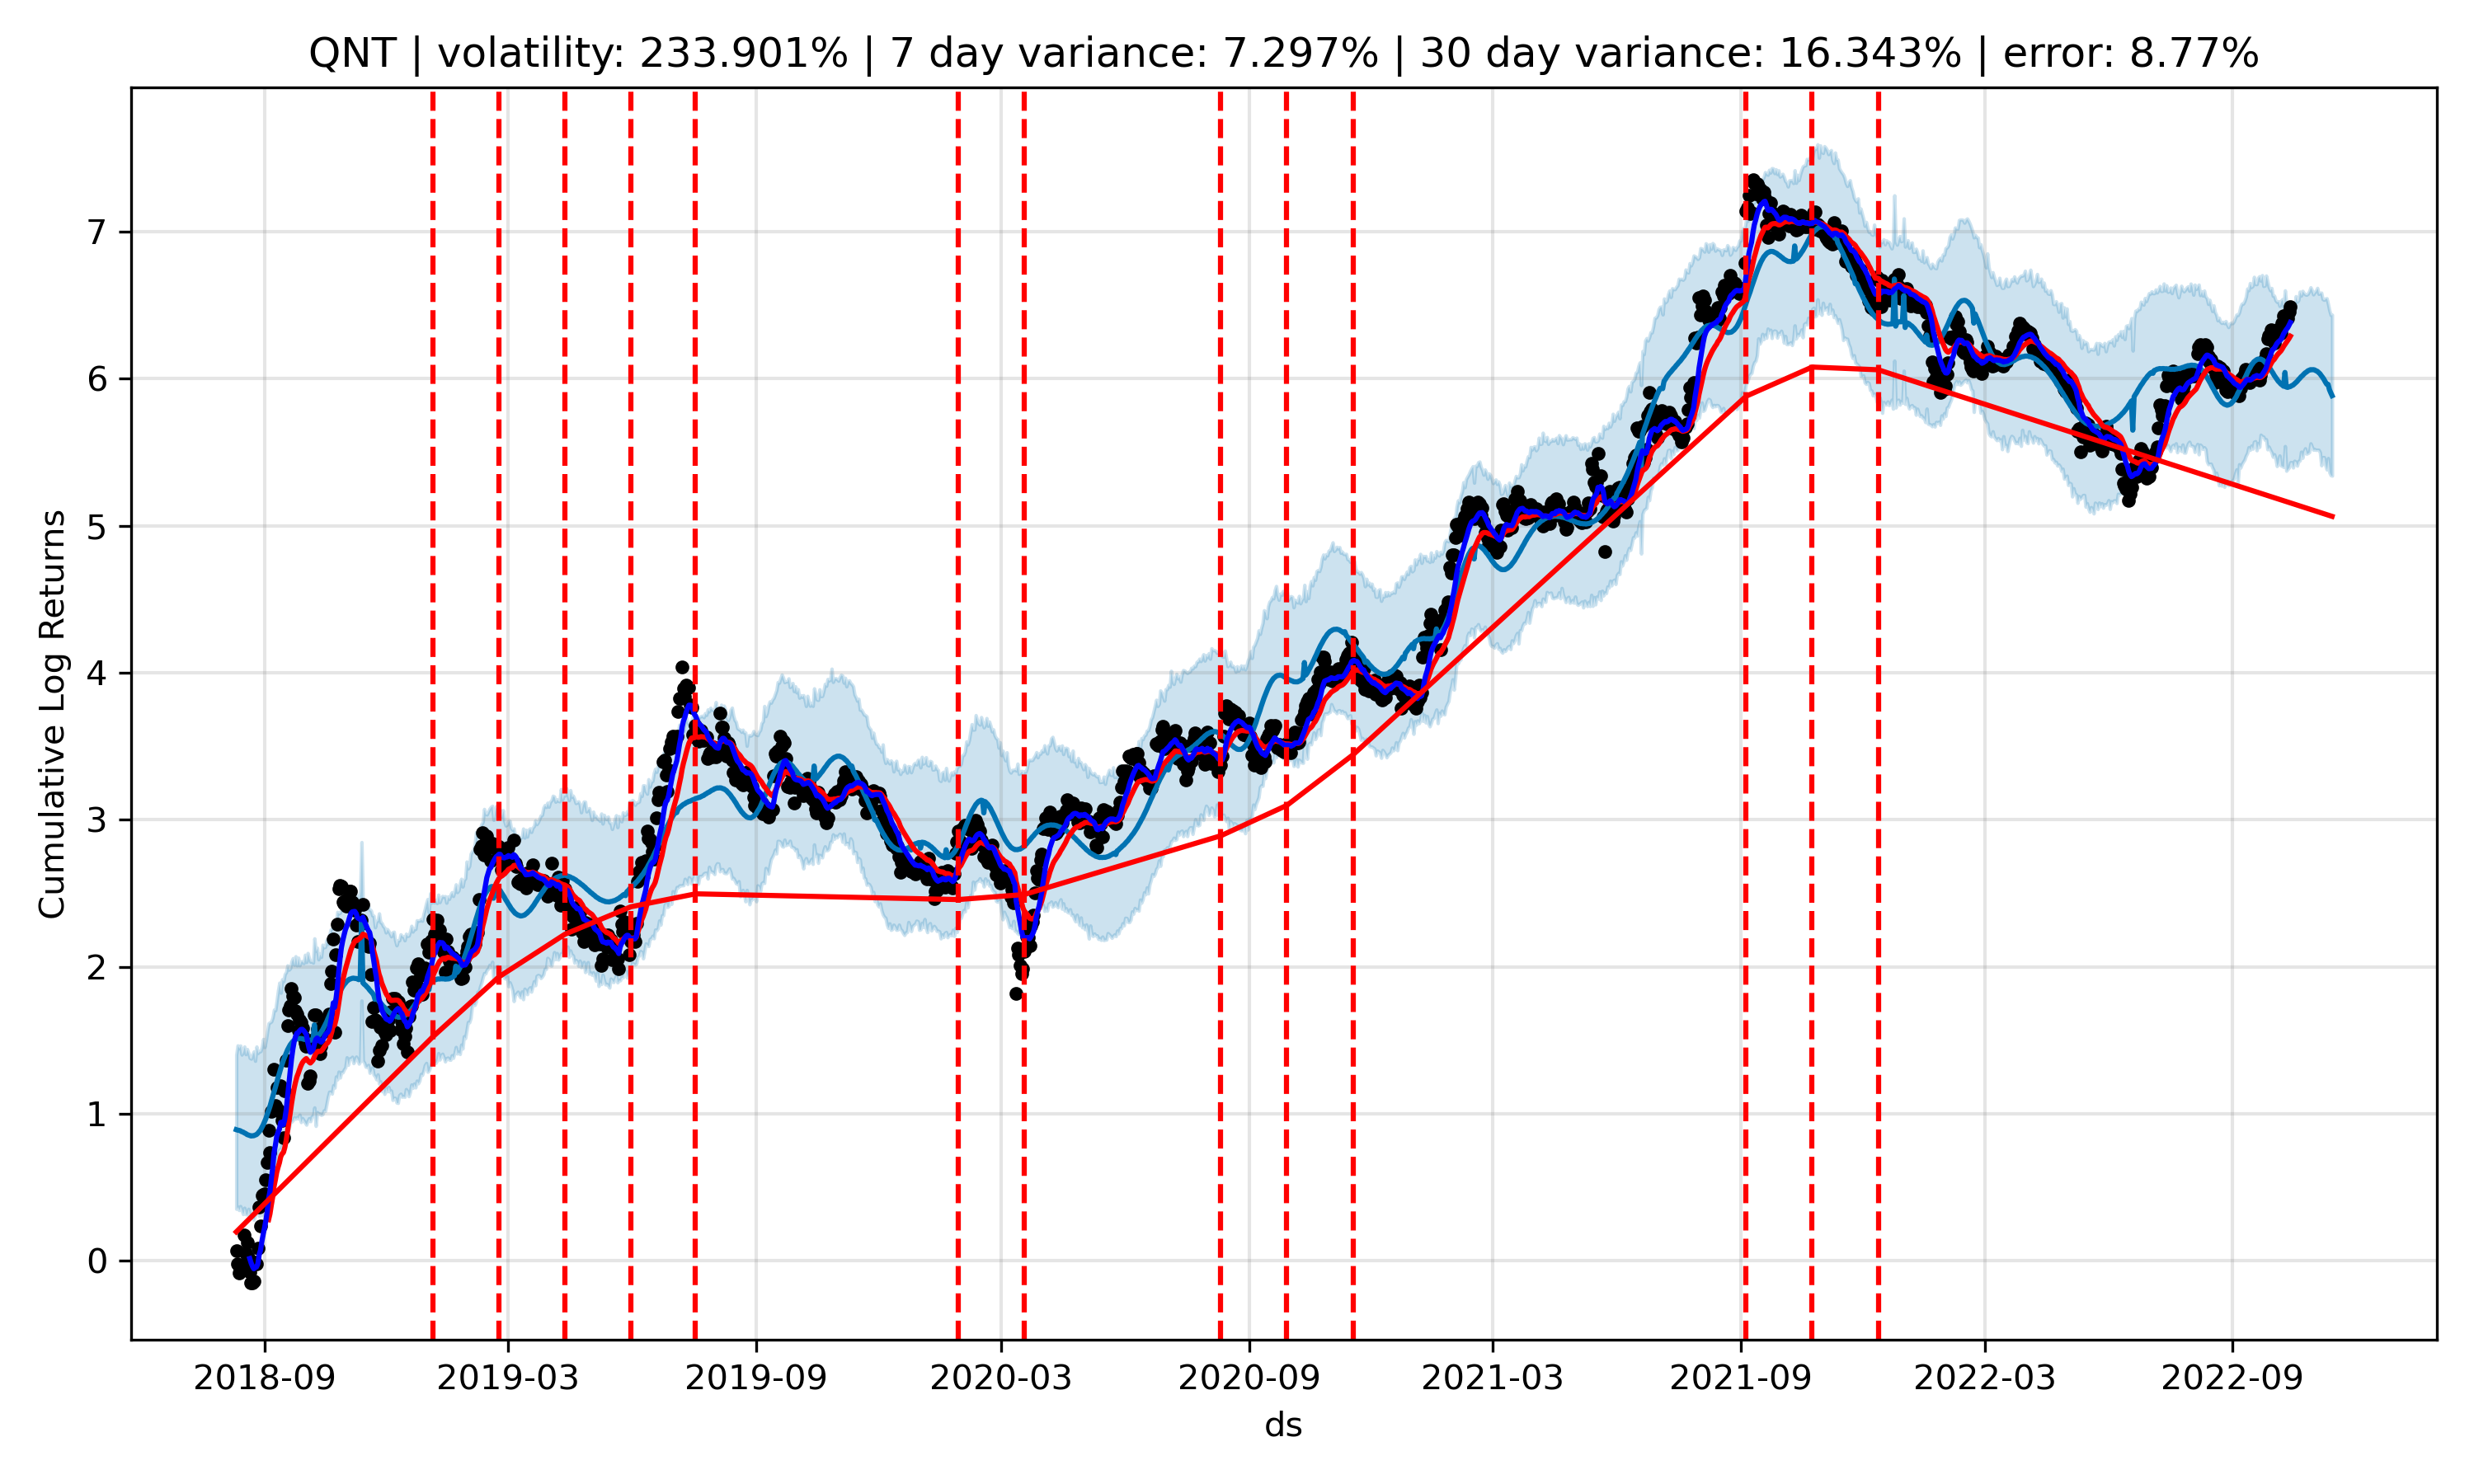 QNT | volatility: 233.901% | 7 day variance: 7.297% | 30 day variance: 16.343% | error: 8.77%
Cumulative Log Returns
7
6
5
4
3
2
1
0
2018-09 2019-03 2019-09 2020-03 2020-09 2021-03 2021-09 2022-03 2022-09
ds